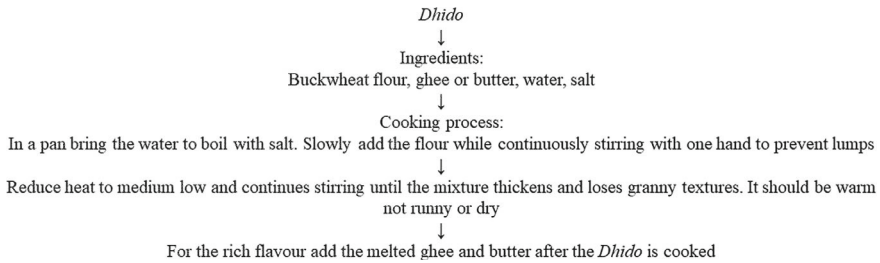 Dhido
↓
Ingredients:
Buckwheat flour, ghee or butter, water, salt
↓
Cooking process:
In a pan bring the water to boil with salt. Slowly add the flour while continuously stirring with one hand to prevent lumps
↓
Reduce heat to medium low and continues stirring until the mixture thickens and loses granny textures. It should be warm
not runny or dry
↓
For the rich flavour add the melted ghee and butter after the Dhido is cooked